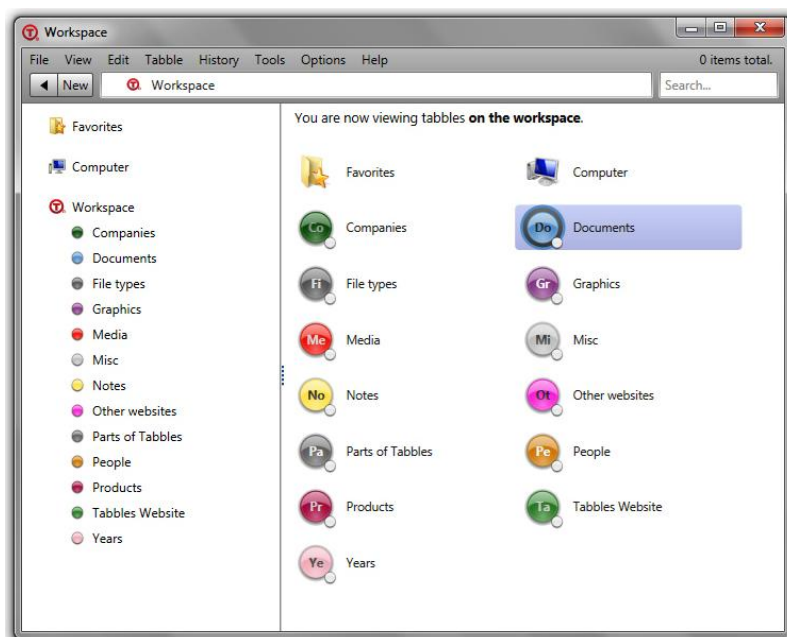 Workspace
File View Edit Tabble History Tools Options Help 0 items total.
New Workspace Search...
Favorites
Computer
Workspace
Companies
Documents
File types
Graphics
Media
Misc
Notes
Other websites
Parts of Tabbles
People
Products
Tabbles Website
Years
You are now viewing tabbles on the workspace.
Favorites Computer
Co Companies Do Documents
Fi File types Gr Graphics
Me Media Mi Misc
No Notes Ot Other websites
Pa Parts of Tabbles Pe People
Pr Products Ta Tabbles Website
Ye Years